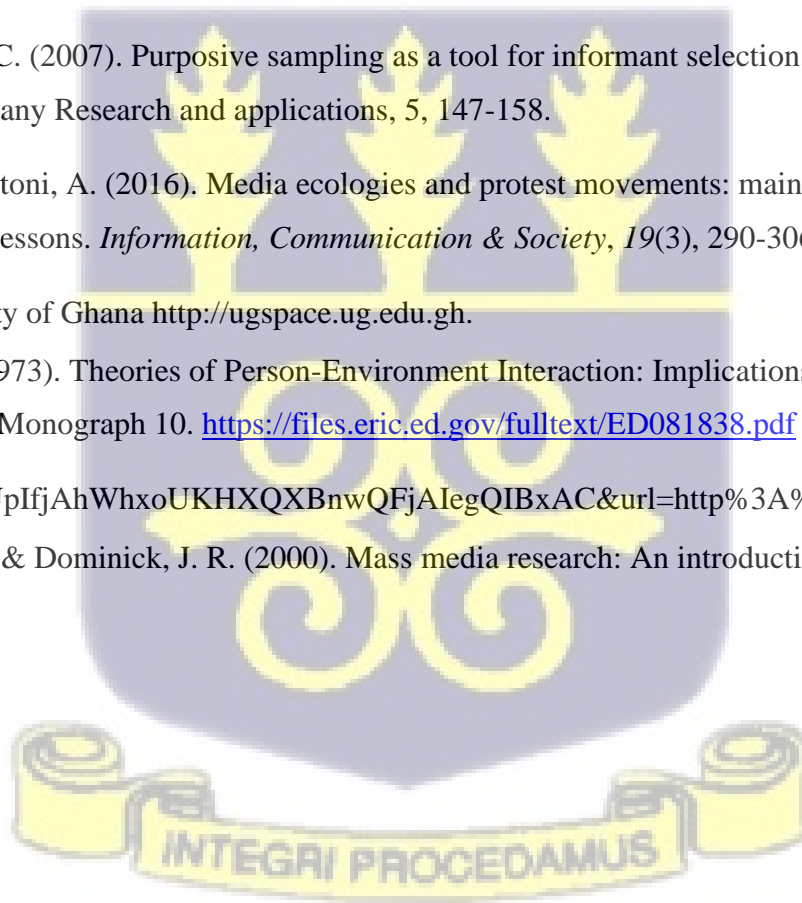 C. (2007). Purposive sampling as a tool for informant selection
any Research and applications, 5, 147-158.
toni, A. (2016). Media ecologies and protest movements: main
essons. Information, Communication & Society, 19(3), 290-306
ty of Ghana http://ugspace.ug.edu.gh.
973). Theories of Person-Environment Interaction: Implications
Monograph 10. https://files.eric.ed.gov/fulltext/ED081838.pdf
JpIfjAhWhxoUKHXQXBnwQFjAIegQIBxAC&url=http%3A%
& Dominick, J. R. (2000). Mass media research: An introducti
INTEGRI PROCEDAMUS